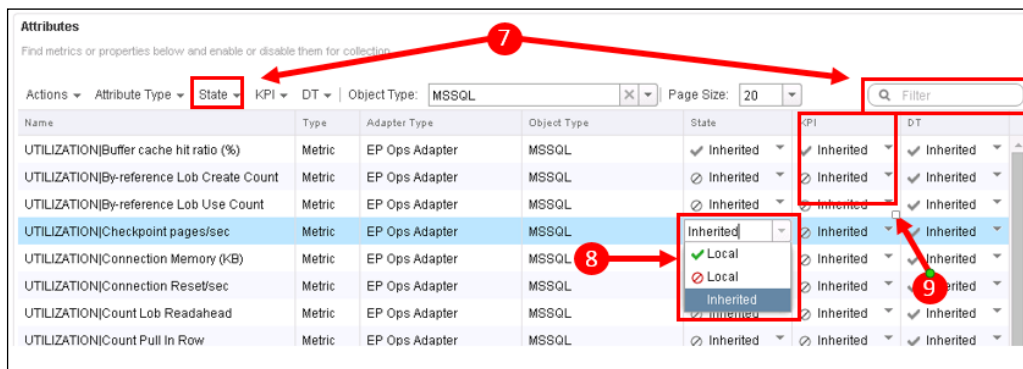 Attributes
Find metrics or properties below and enable or disable them for collection
7
Actions Attribute Type State KPI DT Object Type: MSSQL Page Size: 20 Filter
Name Type Adapter Type Object Type State KPI DT
UTILIZATION|Buffer cache hit ratio (%) Metric EP Ops Adapter MSSQL Inherited Inherited Inherited
UTILIZATION|By-reference Lob Create Count Metric EP Ops Adapter MSSQL Inherited Inherited Inherited
UTILIZATION|By-reference Lob Use Count Metric EP Ops Adapter MSSQL Inherited Inherited Inherited
UTILIZATION|Checkpoint pages/sec Metric EP Ops Adapter MSSQL Inherited Inherited Inherited
UTILIZATION|Connection Memory (KB) Metric EP Ops Adapter MSSQL 8 Local Inherited
UTILIZATION|Connection Reset/sec Metric EP Ops Adapter MSSQL Local Inherited 9
UTILIZATION|Count Lob Readahead Metric EP Ops Adapter MSSQL Inherited Inherited Inherited
UTILIZATION|Count Pull In Row Metric EP Ops Adapter MSSQL Inherited Inherited Inherited